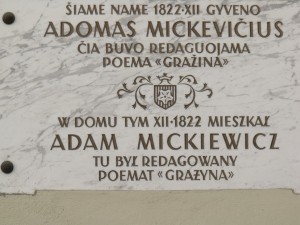 ŠIAME NAME 1822·XII GYVENO
ADOMAS MICKEVIČIUS
ČIA BUVO REDAGUOJAMA
POEMA «GRAŽINA»
W DOMU TYM XII·1822 MIESZKAŁ
ADAM MICKIEWICZ
TU BYŁ REDAGOWANY
POEMAT «GRAŻYNA»